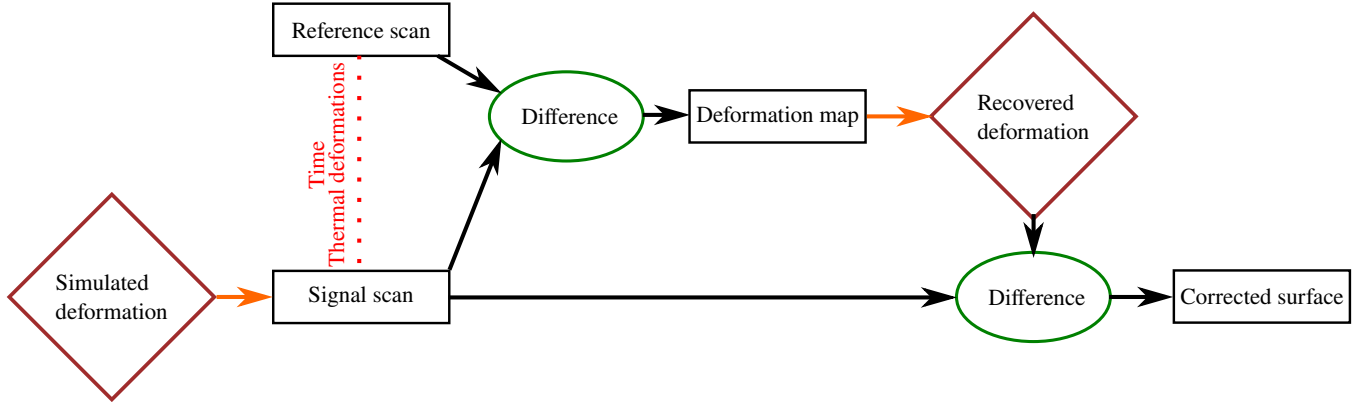 Reference scan
Time
Thermal deformations
Difference
Deformation map
Recovered
deformation
Simulated
deformation
Signal scan
Difference
Corrected surface